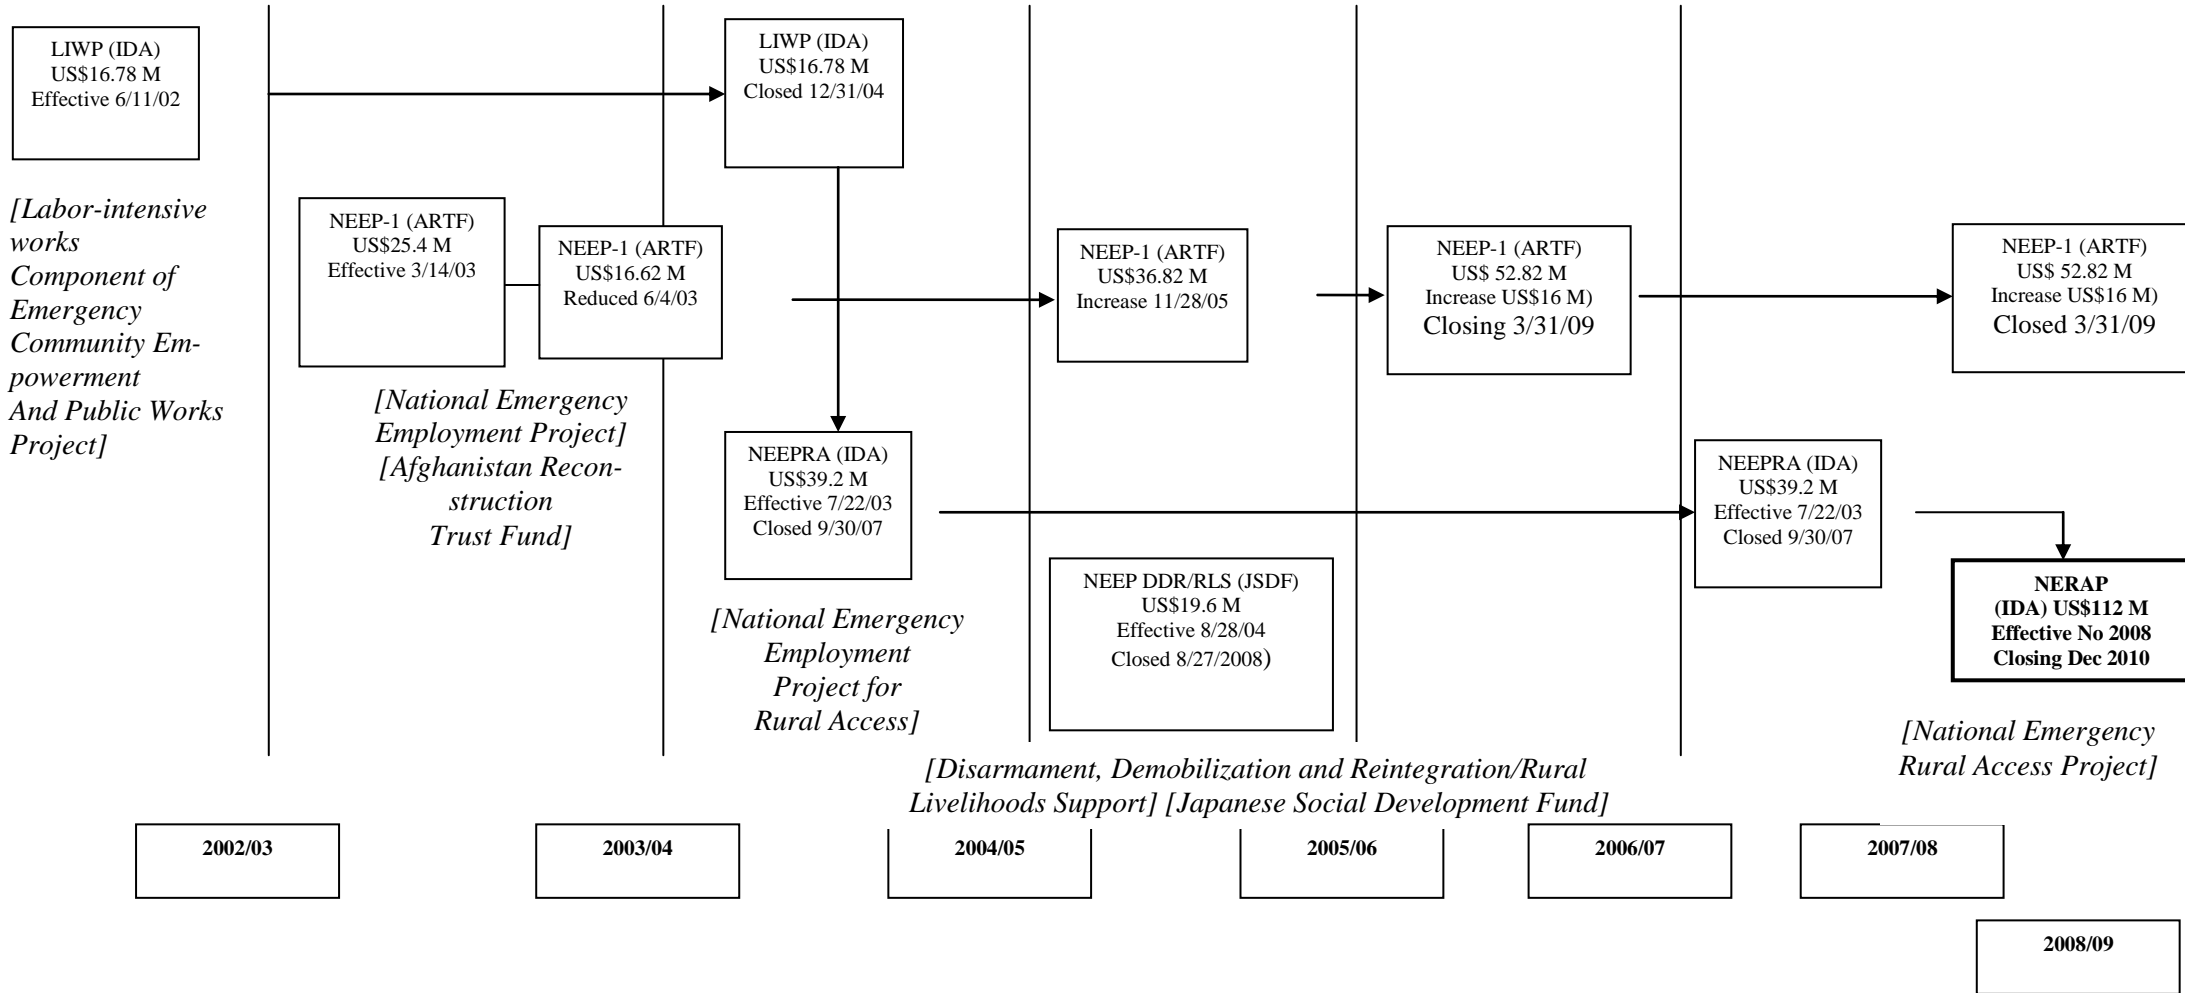 LIWP (IDA)
US$16.78 M
Effective 6/11/02
LIWP (IDA)
US$16.78 M
Closed 12/31/04
[Labor-intensive
works
Component of
Emergency
Community Em-
powerment
And Public Works
Project]
NEEP-1 (ARTF)
US$25.4 M
Effective 3/14/03
NEEP-1 (ARTF)
US$16.62 M
Reduced 6/4/03
NEEP-1 (ARTF)
US$36.82 M
Increase 11/28/05
NEEP-1 (ARTF)
US$ 52.82 M
Increase US$16 M)
Closing 3/31/09
NEEP-1 (ARTF)
US$ 52.82 M
Increase US$16 M)
Closed 3/31/09
[National Emergency
Employment Project]
[Afghanistan Recon-
struction
Trust Fund]
NEEPRA (IDA)
US$39.2 M
Effective 7/22/03
Closed 9/30/07
NEEPRA (IDA)
US$39.2 M
Effective 7/22/03
Closed 9/30/07
[National Emergency
Employment
Project for
Rural Access]
NEEP DDR/RLS (JSDF)
US$19.6 M
Effective 8/28/04
Closed 8/27/2008)
NERAP
(IDA) US$112 M
Effective No 2008
Closing Dec 2010
[National Emergency
Rural Access Project]
[Disarmament, Demobilization and Reintegration/Rural
Livelihoods Support] [Japanese Social Development Fund]
2002/03
2003/04
2004/05
2005/06
2006/07
2007/08
2008/09